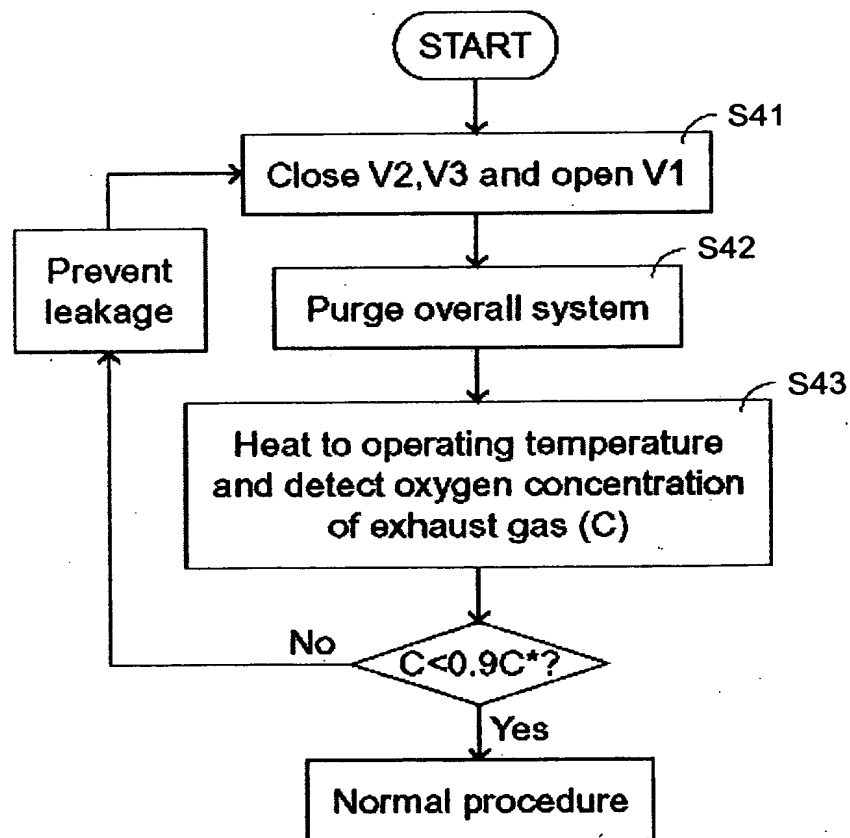 START
S41
Close V2,V3 and open V1
Prevent
leakage
S42
Purge overall system
S43
Heat to operating temperature
and detect oxygen concentration
of exhaust gas (C)
No
C<0.9C*?
Yes
Normal procedure